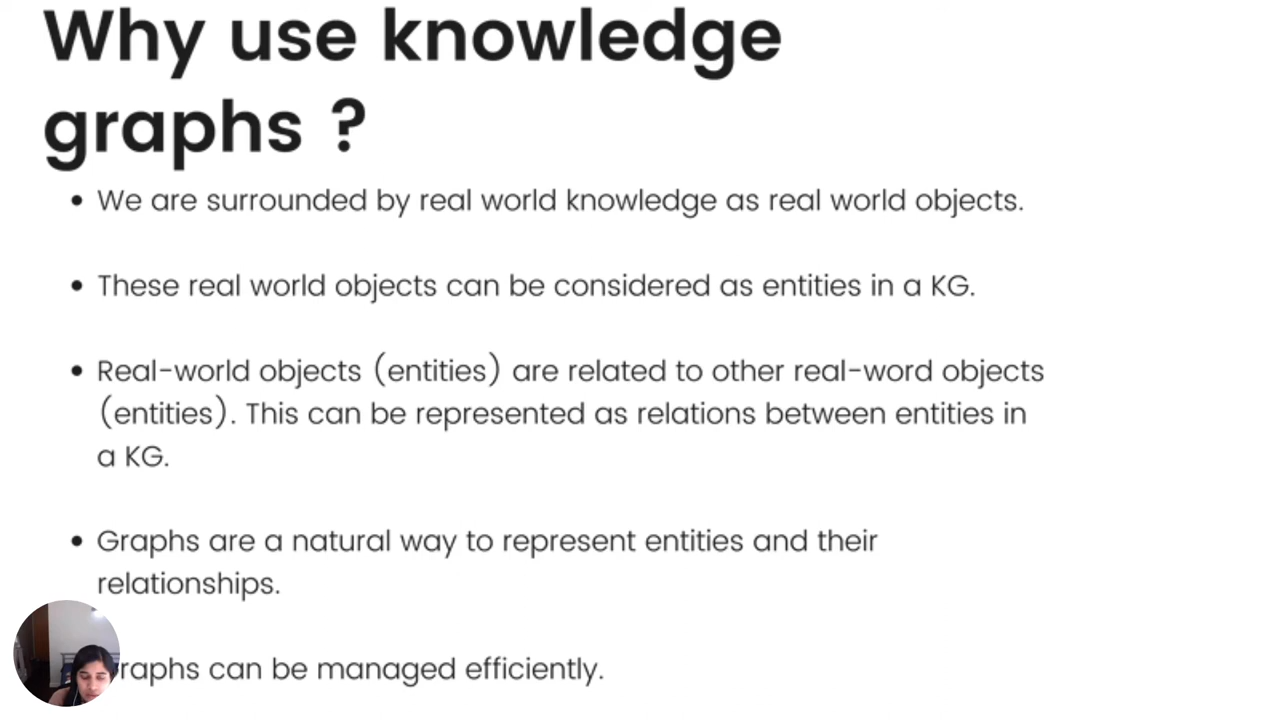 Why use knowledge
graphs ?
• We are surrounded by real world knowledge as real world objects.
• These real world objects can be considered as entities in a KG.
• Real-world objects (entities) are related to other real-word objects
(entities). This can be represented as relations between entities in
a KG.
• Graphs are a natural way to represent entities and their
relationships.
raphs can be managed efficiently.